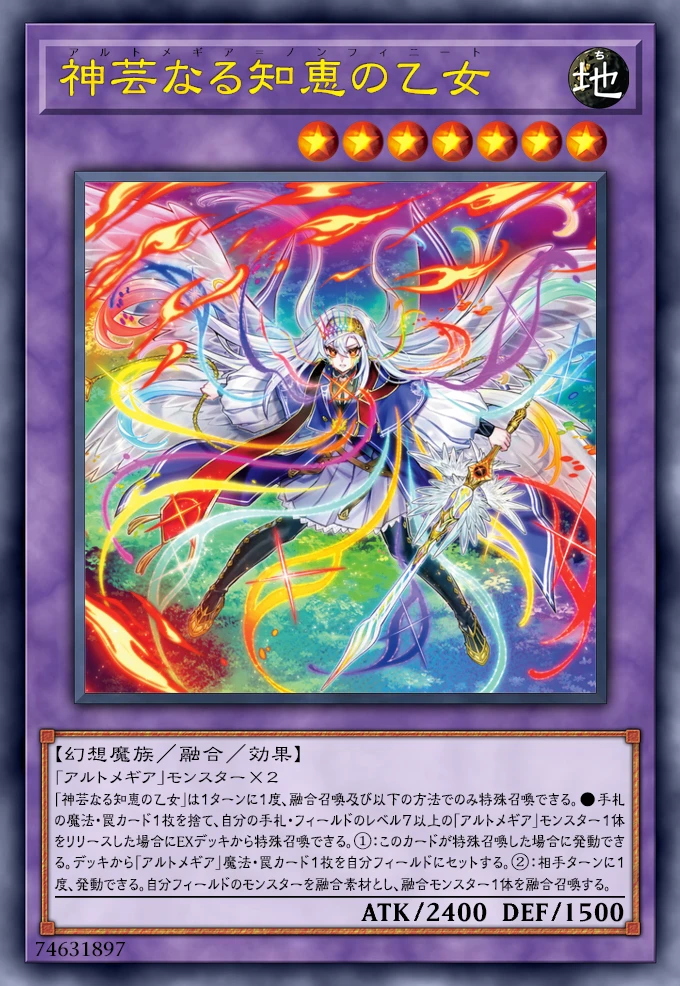 アルトメギア＝ノンフィニート
神芸なる知恵の乙女
ち
地
【幻想魔族／融合／効果】
「アルトメギア」モンスター×２
「神芸なる知恵の乙女」は1ターンに1度、融合召喚及び以下の方法でのみ特殊召喚できる。●手札
の魔法・罠カード1枚を捨て、自分の手札・フィールドのレベル７以上の「アルトメギア」モンスター1体
をリリースした場合にEXデッキから特殊召喚できる。①：このカードが特殊召喚した場合に発動でき
る。デッキから「アルトメギア」魔法・罠カード1枚を自分フィールドにセットする。②：相手ターンに1
度、発動できる。自分フィールドのモンスターを融合素材とし、融合モンスター1体を融合召喚する。
ATK/2400 DEF/1500
74631897